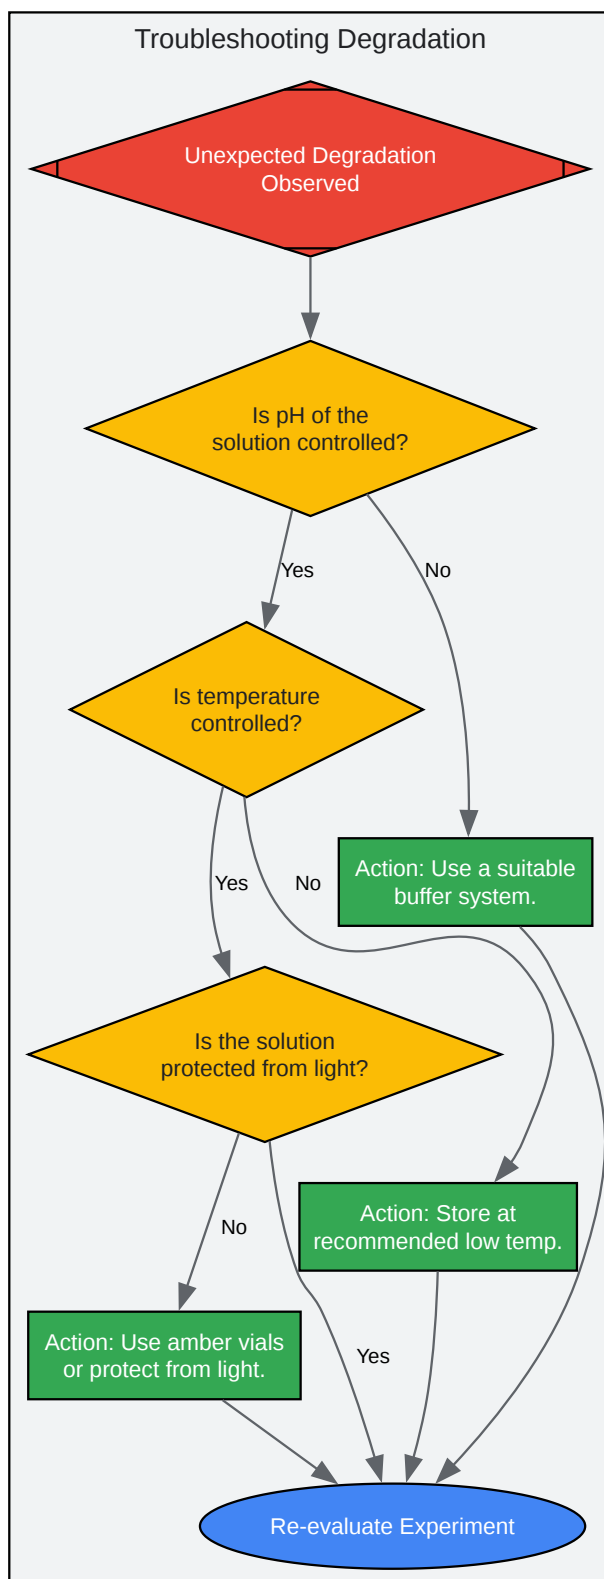 Troubleshooting Degradation
Unexpected Degradation
Observed
Is pH of the
solution controlled?
Yes
No
Is temperature
controlled?
Yes
No
Action: Use a suitable
buffer system.
Is the solution
protected from light?
Action: Store at
recommended low temp.
No
Action: Use amber vials
or protect from light.
Yes
Re-evaluate Experiment